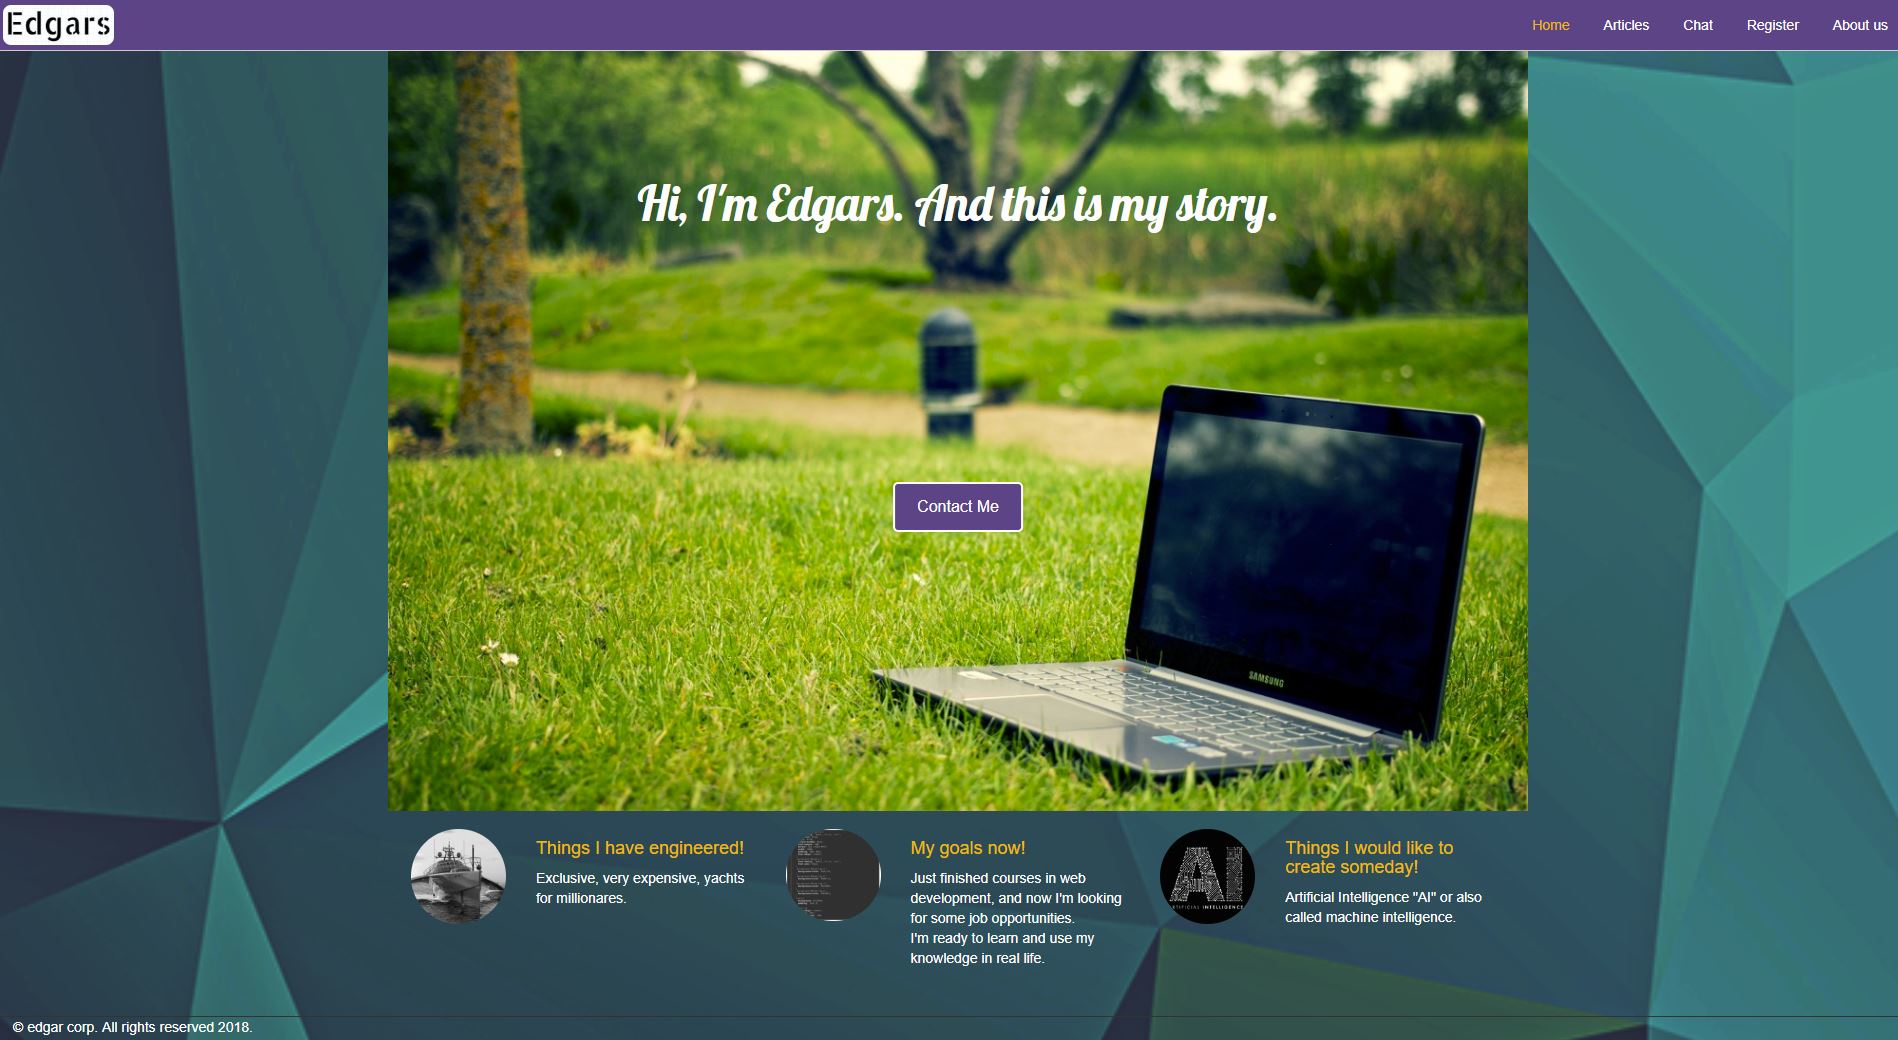 Edgars
Home Articles Chat Register About us
Hi, I'm Edgars. And this is my story.
Contact Me
SAMSUNG
Things I have engineered!
Exclusive, very expensive, yachts
for millionares.
My goals now!
Just finished courses in web
development, and now I'm looking
for some job opportunities.
I'm ready to learn and use my
knowledge in real life.
AI
ARTIFICIAL INTELLIGENCE
Things I would like to
create someday!
Artificial Intelligence "AI" or also
called machine intelligence.
© edgar corp. All rights reserved 2018.